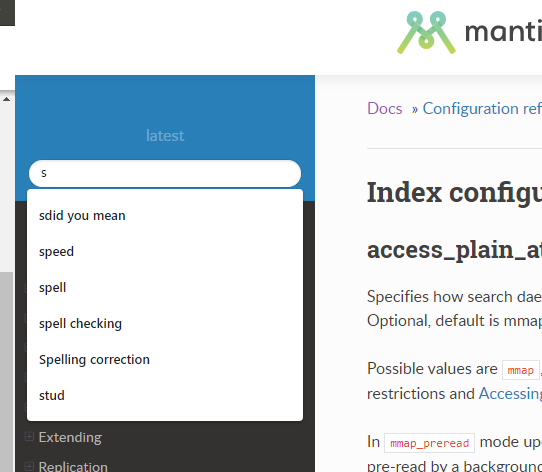 manti
latest
s
sdid you mean
speed
spell
spell checking
Spelling correction
stud
Extending
Replication
Docs » Configuration ref
Index configu
access_plain_at
Specifies how search dae
Optional, default is mmap
Possible values are mmap,
restrictions and Accessing
In mmap_preread mode upo
pre-read by a background